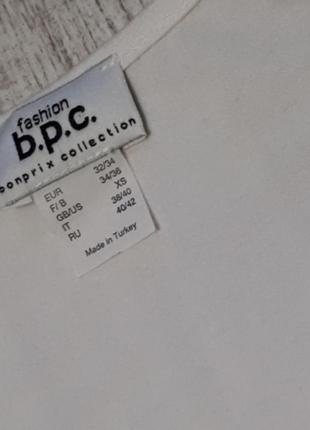 fashion
b.p.c.
bonprix collection
EUR 32/34
F/B 34/36
GB/US XS
IT 38/40
RU 40/42
Made in Turkey